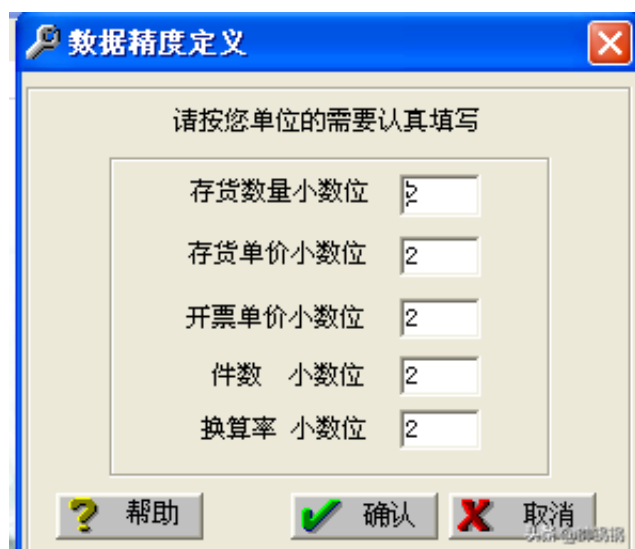 数据精度定义
请按您单位的需要认真填写
存货数量小数位 2
存货单价小数位 2
开票单价小数位 2
件数 小数位 2
换算率 小数位 2
? 帮助 确认 取消